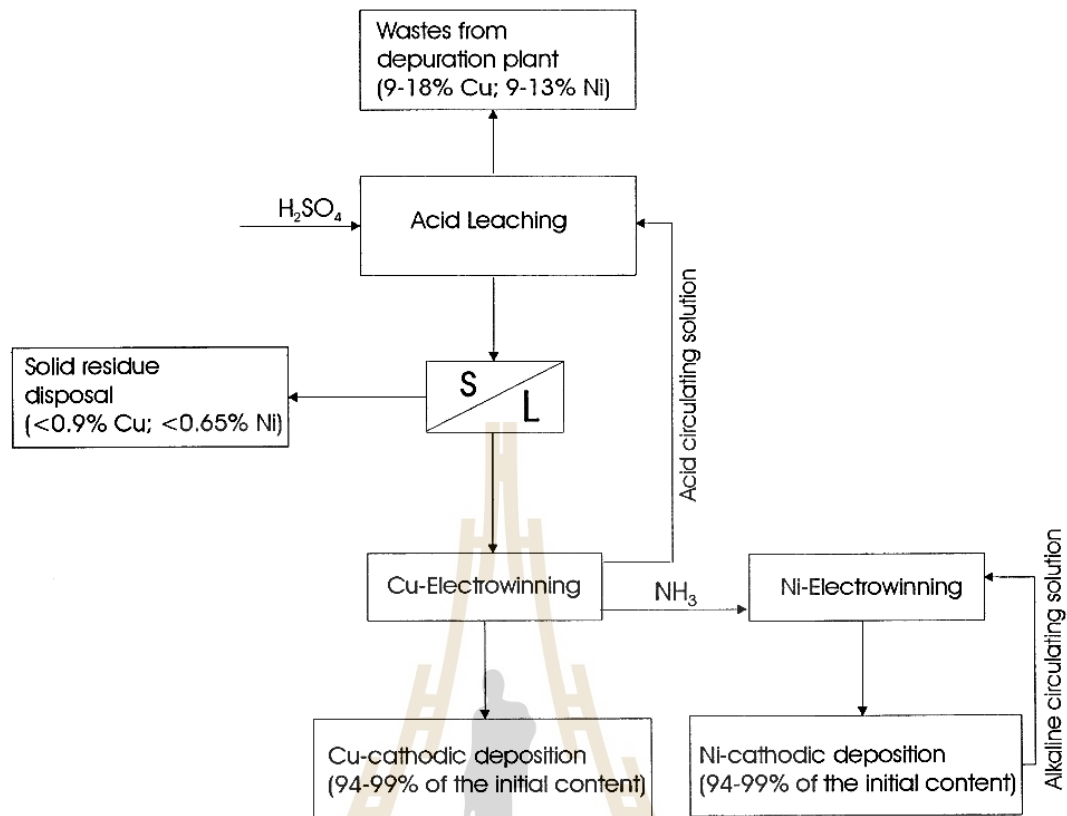 Wastes from
depuration plant
(9-18% Cu; 9-13% Ni)
H₂SO₄
Acid Leaching
Acid circulating solution
Solid residue
disposal
(<0.9% Cu; <0.65% Ni)
S
L
Cu-Electrowinning
NH₃
Ni-Electrowinning
Alkaline circulating solution
Cu-cathodic deposition
(94-99% of the initial content)
Ni-cathodic deposition
(94-99% of the initial content)